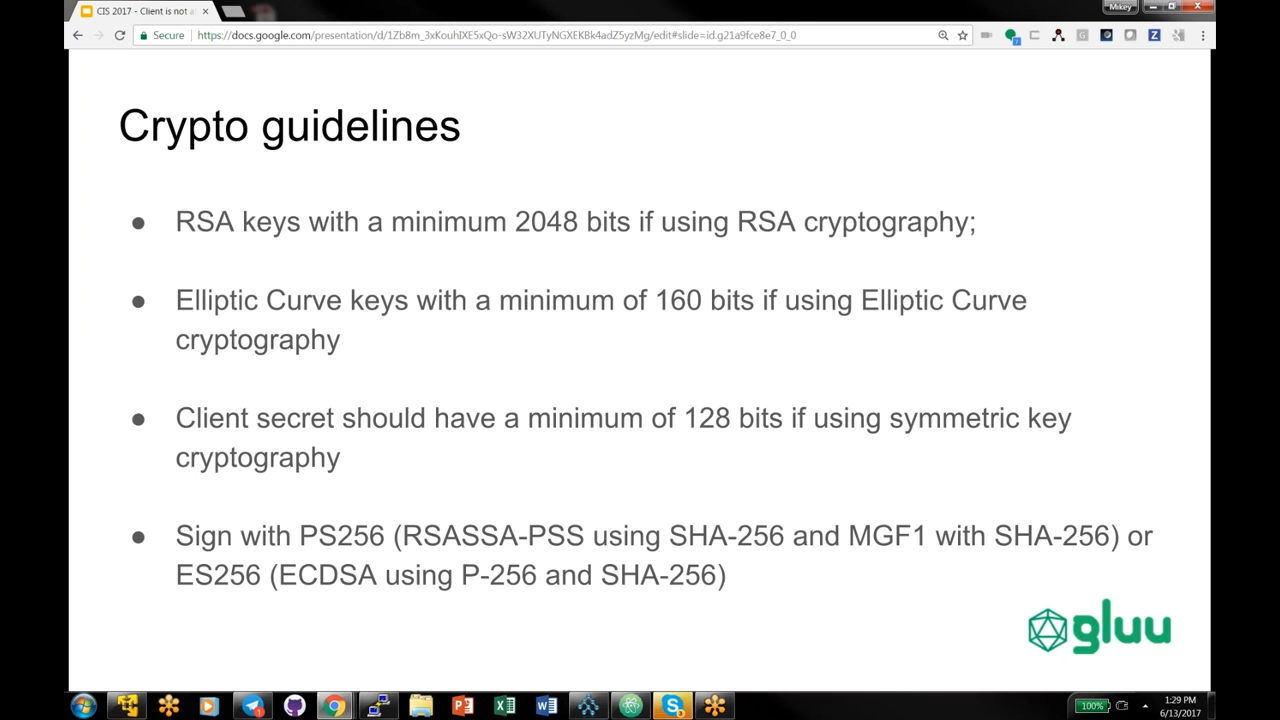 CIS 2017 - Client is not a
Mikey
Secure
https://docs.google.com/presentation/d/1Zb8m_3xKouhIXE5xQo-sW32XUTyNGXEKBk4adZ5yzMg/edit#slide=id.g21a9fce8e7_0_0
Crypto guidelines
● RSA keys with a minimum 2048 bits if using RSA cryptography;
● Elliptic Curve keys with a minimum of 160 bits if using Elliptic Curve
cryptography
● Client secret should have a minimum of 128 bits if using symmetric key
cryptography
● Sign with PS256 (RSASSA-PSS using SHA-256 and MGF1 with SHA-256) or
ES256 (ECDSA using P-256 and SHA-256)
gluu
100%
1:29 PM
6/13/2017